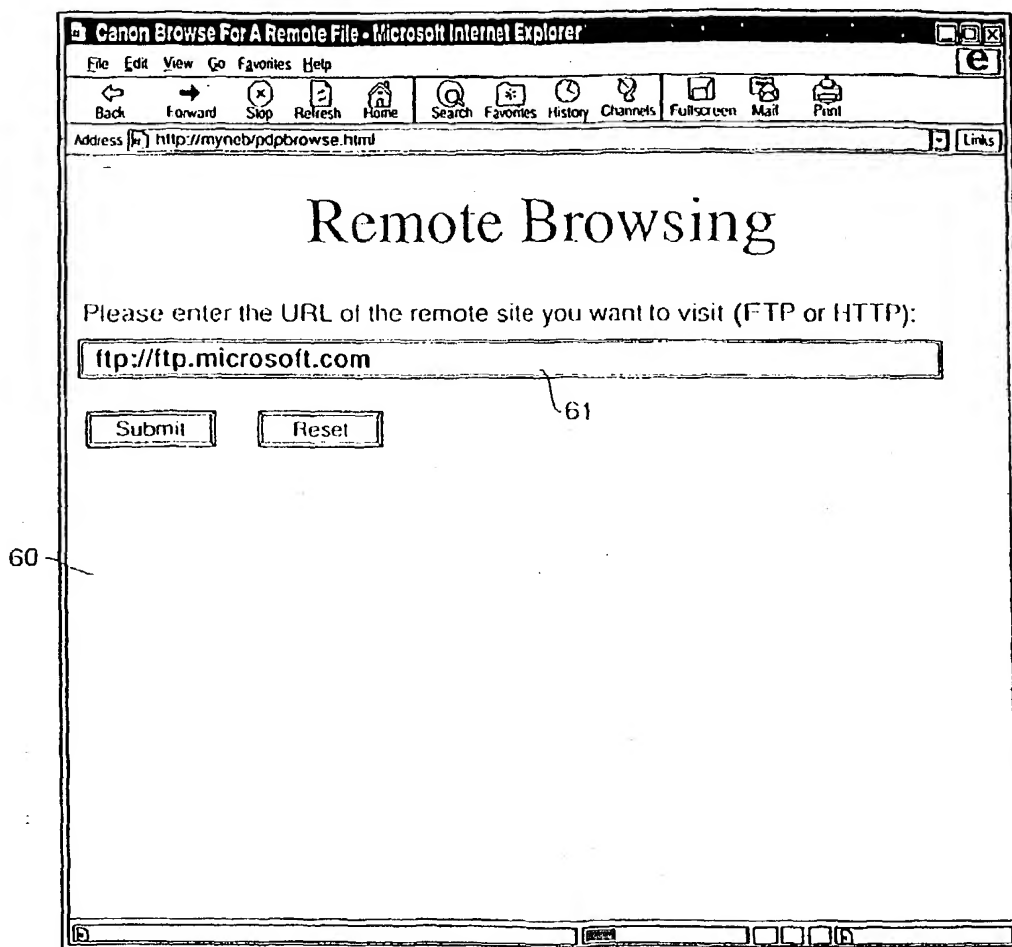 Canon Browse For A Remote File - Microsoft Internet Explorer
File Edit View Go Favorites Help
Back Forward Stop Refresh Home Search Favorites History Channels Fullscreen Mail Print
Address http://myneb/pdpbrowse.html Links
Remote Browsing
Please enter the URL of the remote site you want to visit (FTP or HTTP):
ftp://ftp.microsoft.com
61
Submit Reset
60